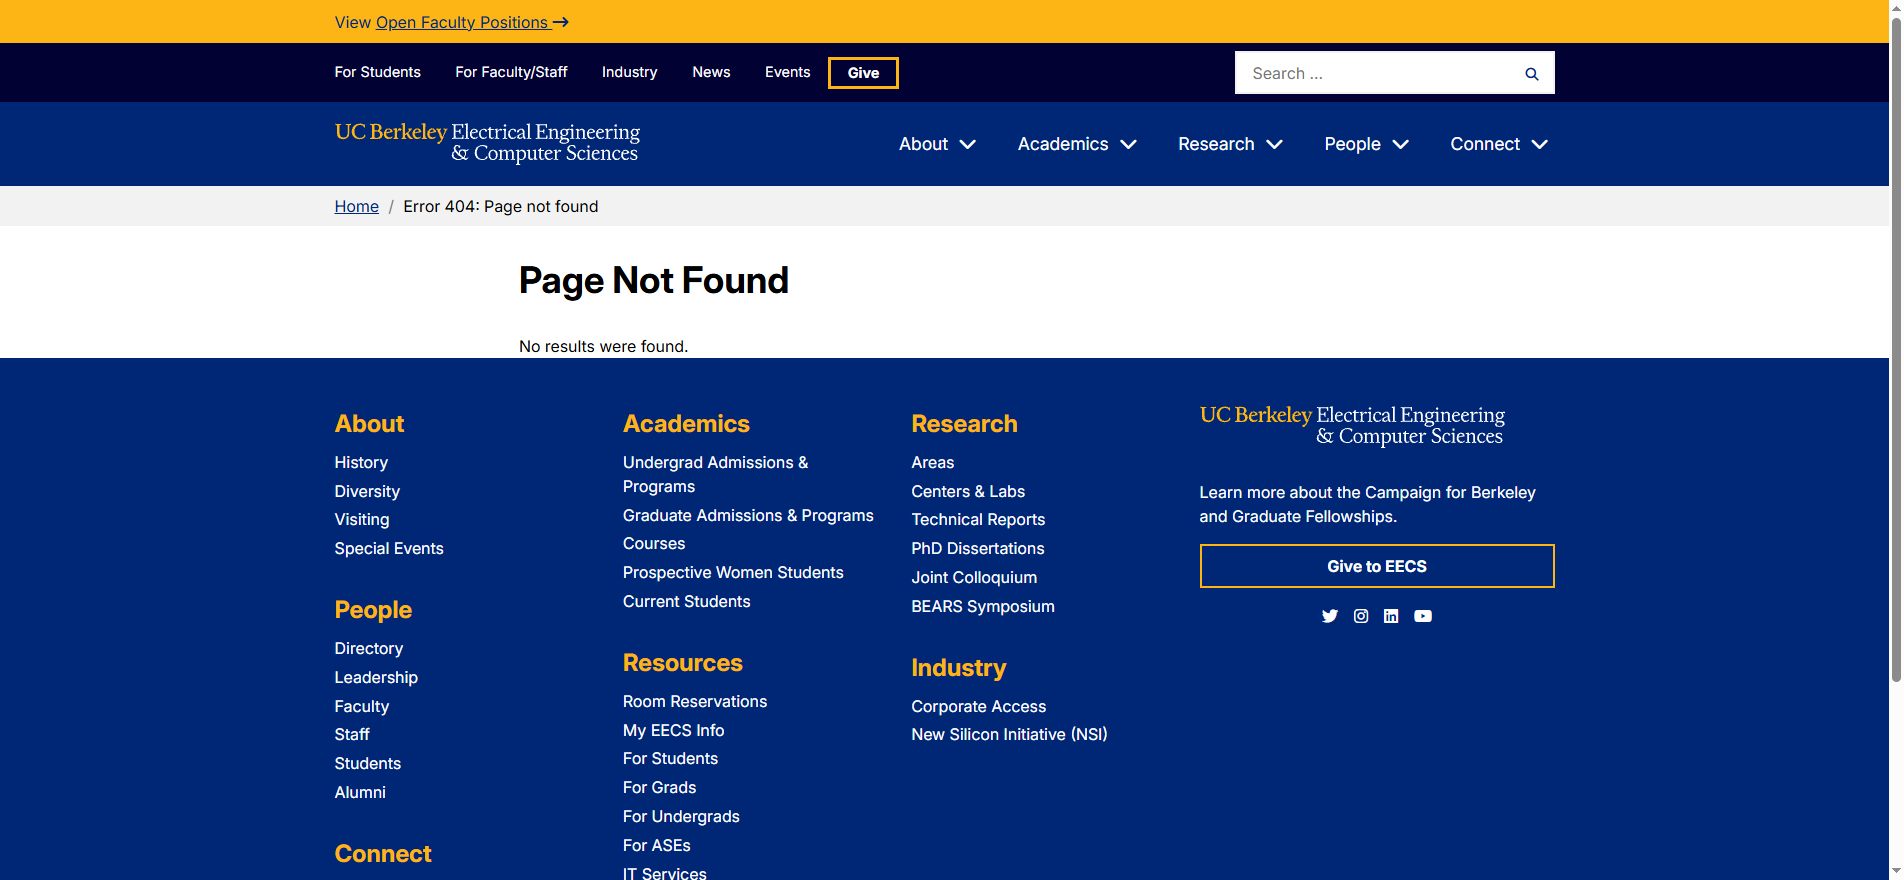 View Open Faculty Positions
For Students For Faculty/Staff Industry News Events Give
Search ...
UC Berkeley Electrical Engineering
& Computer Sciences
About Academics Research People Connect
Home / Error 404: Page not found
Page Not Found
No results were found.
About
History
Diversity
Visiting
Special Events
People
Directory
Leadership
Faculty
Staff
Students
Alumni
Connect
Academics
Undergrad Admissions &
Programs
Graduate Admissions & Programs
Courses
Prospective Women Students
Current Students
Resources
Room Reservations
My EECS Info
For Students
For Grads
For Undergrads
For ASEs
IT Services
Research
Areas
Centers & Labs
Technical Reports
PhD Dissertations
Joint Colloquium
BEARS Symposium
Industry
Corporate Access
New Silicon Initiative (NSI)
UC Berkeley Electrical Engineering
& Computer Sciences
Learn more about the Campaign for Berkeley
and Graduate Fellowships.
Give to EECS